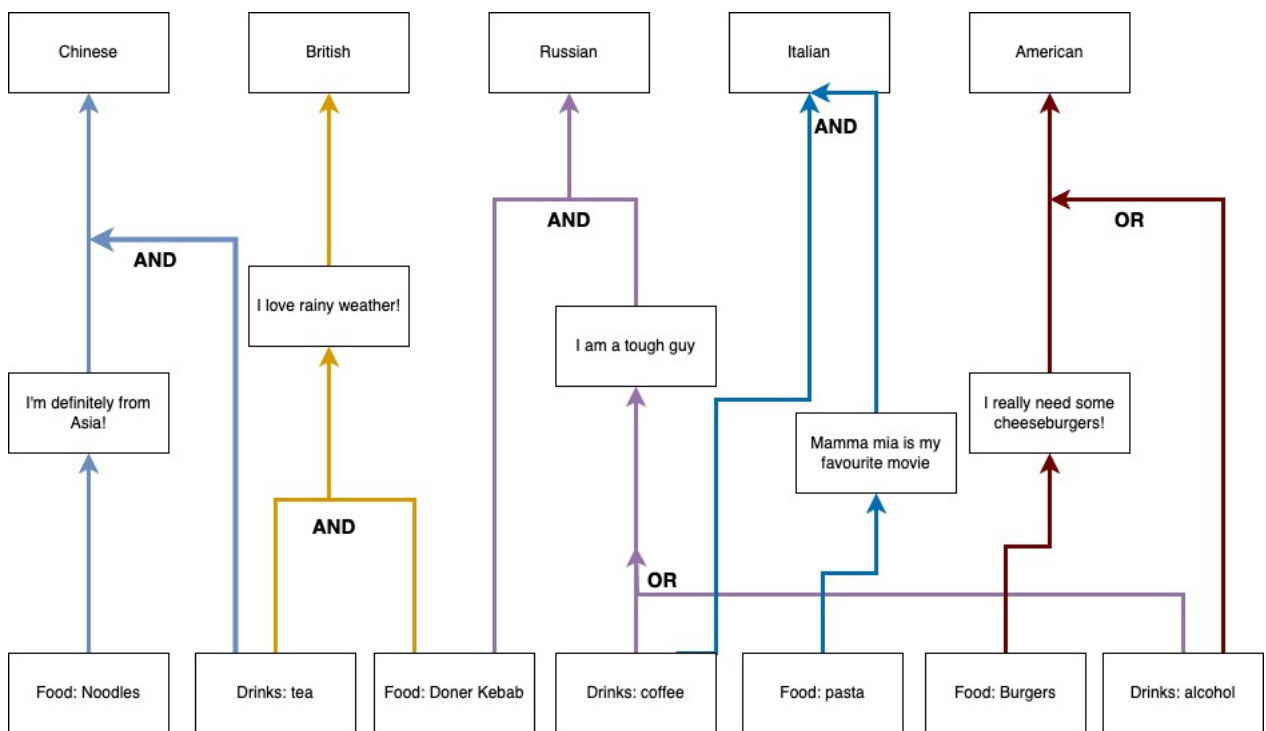 Chinese
British
Russian
Italian
American
AND
AND
OR
AND
I love rainy weather!
I am a tough guy
I'm definitely from
Asia!
I really need some
cheeseburgers!
Mamma mia is my
favourite movie
AND
OR
Food: Noodles
Drinks: tea
Food: Doner Kebab
Drinks: coffee
Food: pasta
Food: Burgers
Drinks: alcohol